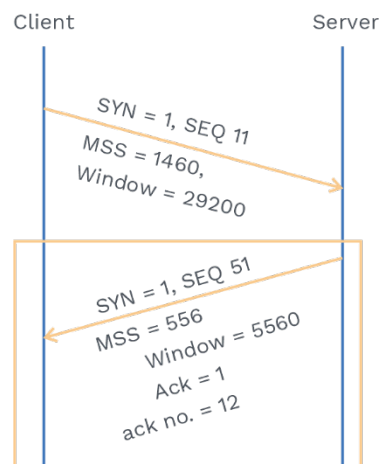 Client
Server
SYN = 1, SEQ 11
MSS = 1460,
Window = 29200
SYN = 1, SEQ 51
MSS = 556
Window = 5560
Ack = 1
ack no. = 12